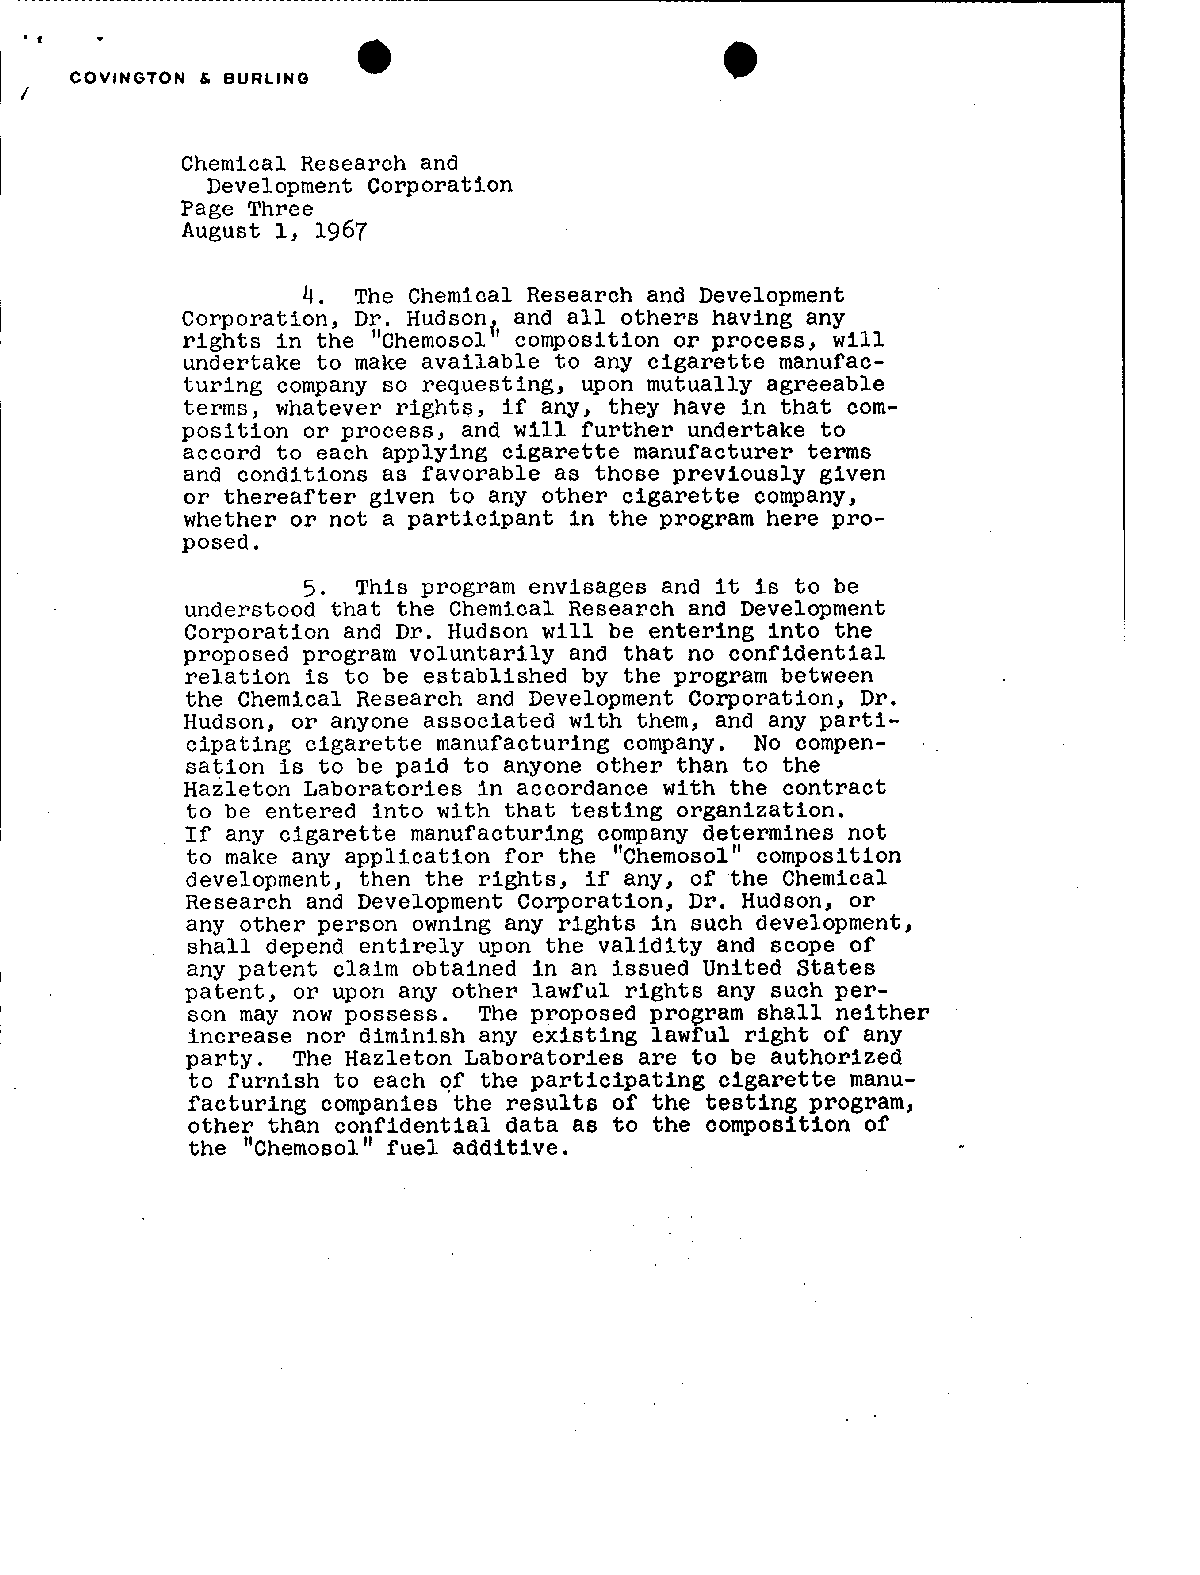 COVINGTON & BURLING
Chemical Research and
Development Corporation
Page Three
August 1, 1967
4. The Chemical Research and Development
Corporation, Dr. Hudson, and all others having any
rights in the "Chemosol" composition or process, will
undertake to make available to any cigarette manufac-
turing company so requesting, upon mutually agreeable
terms, whatever rights, if any, they have in that com-
position or process, and will further undertake to
accord to each applying cigarette manufacturer terms
and conditions as favorable as those previously given
or thereafter given to any other cigarette company,
whether or not a participant in the program here pro-
posed.
5. This program envisages and it is to be
understood that the Chemical Research and Development
Corporation and Dr. Hudson will be entering into the
proposed program voluntarily and that no confidential
relation is to be established by the program between
the Chemical Research and Development Corporation, Dr.
Hudson, or anyone associated with them, and any parti-
cipating cigarette manufacturing company. No compen-
sation is to be paid to anyone other than to the
Hazleton Laboratories in accordance with the contract
to be entered into with that testing organization.
If any cigarette manufacturing company determines not
to make any application for the "Chemosol" composition
development, then the rights, if any, of the Chemical
Research and Development Corporation, Dr. Hudson, or
any other person owning any rights in such development,
shall depend entirely upon the validity and scope of
any patent claim obtained in an issued United States
patent, or upon any other lawful rights any such per-
son may now possess. The proposed program shall neither
increase nor diminish any existing lawful right of any
party. The Hazleton Laboratories are to be authorized
to furnish to each of the participating cigarette manu-
facturing companies the results of the testing program,
other than confidential data as to the composition of
the "Chemosol" fuel additive.